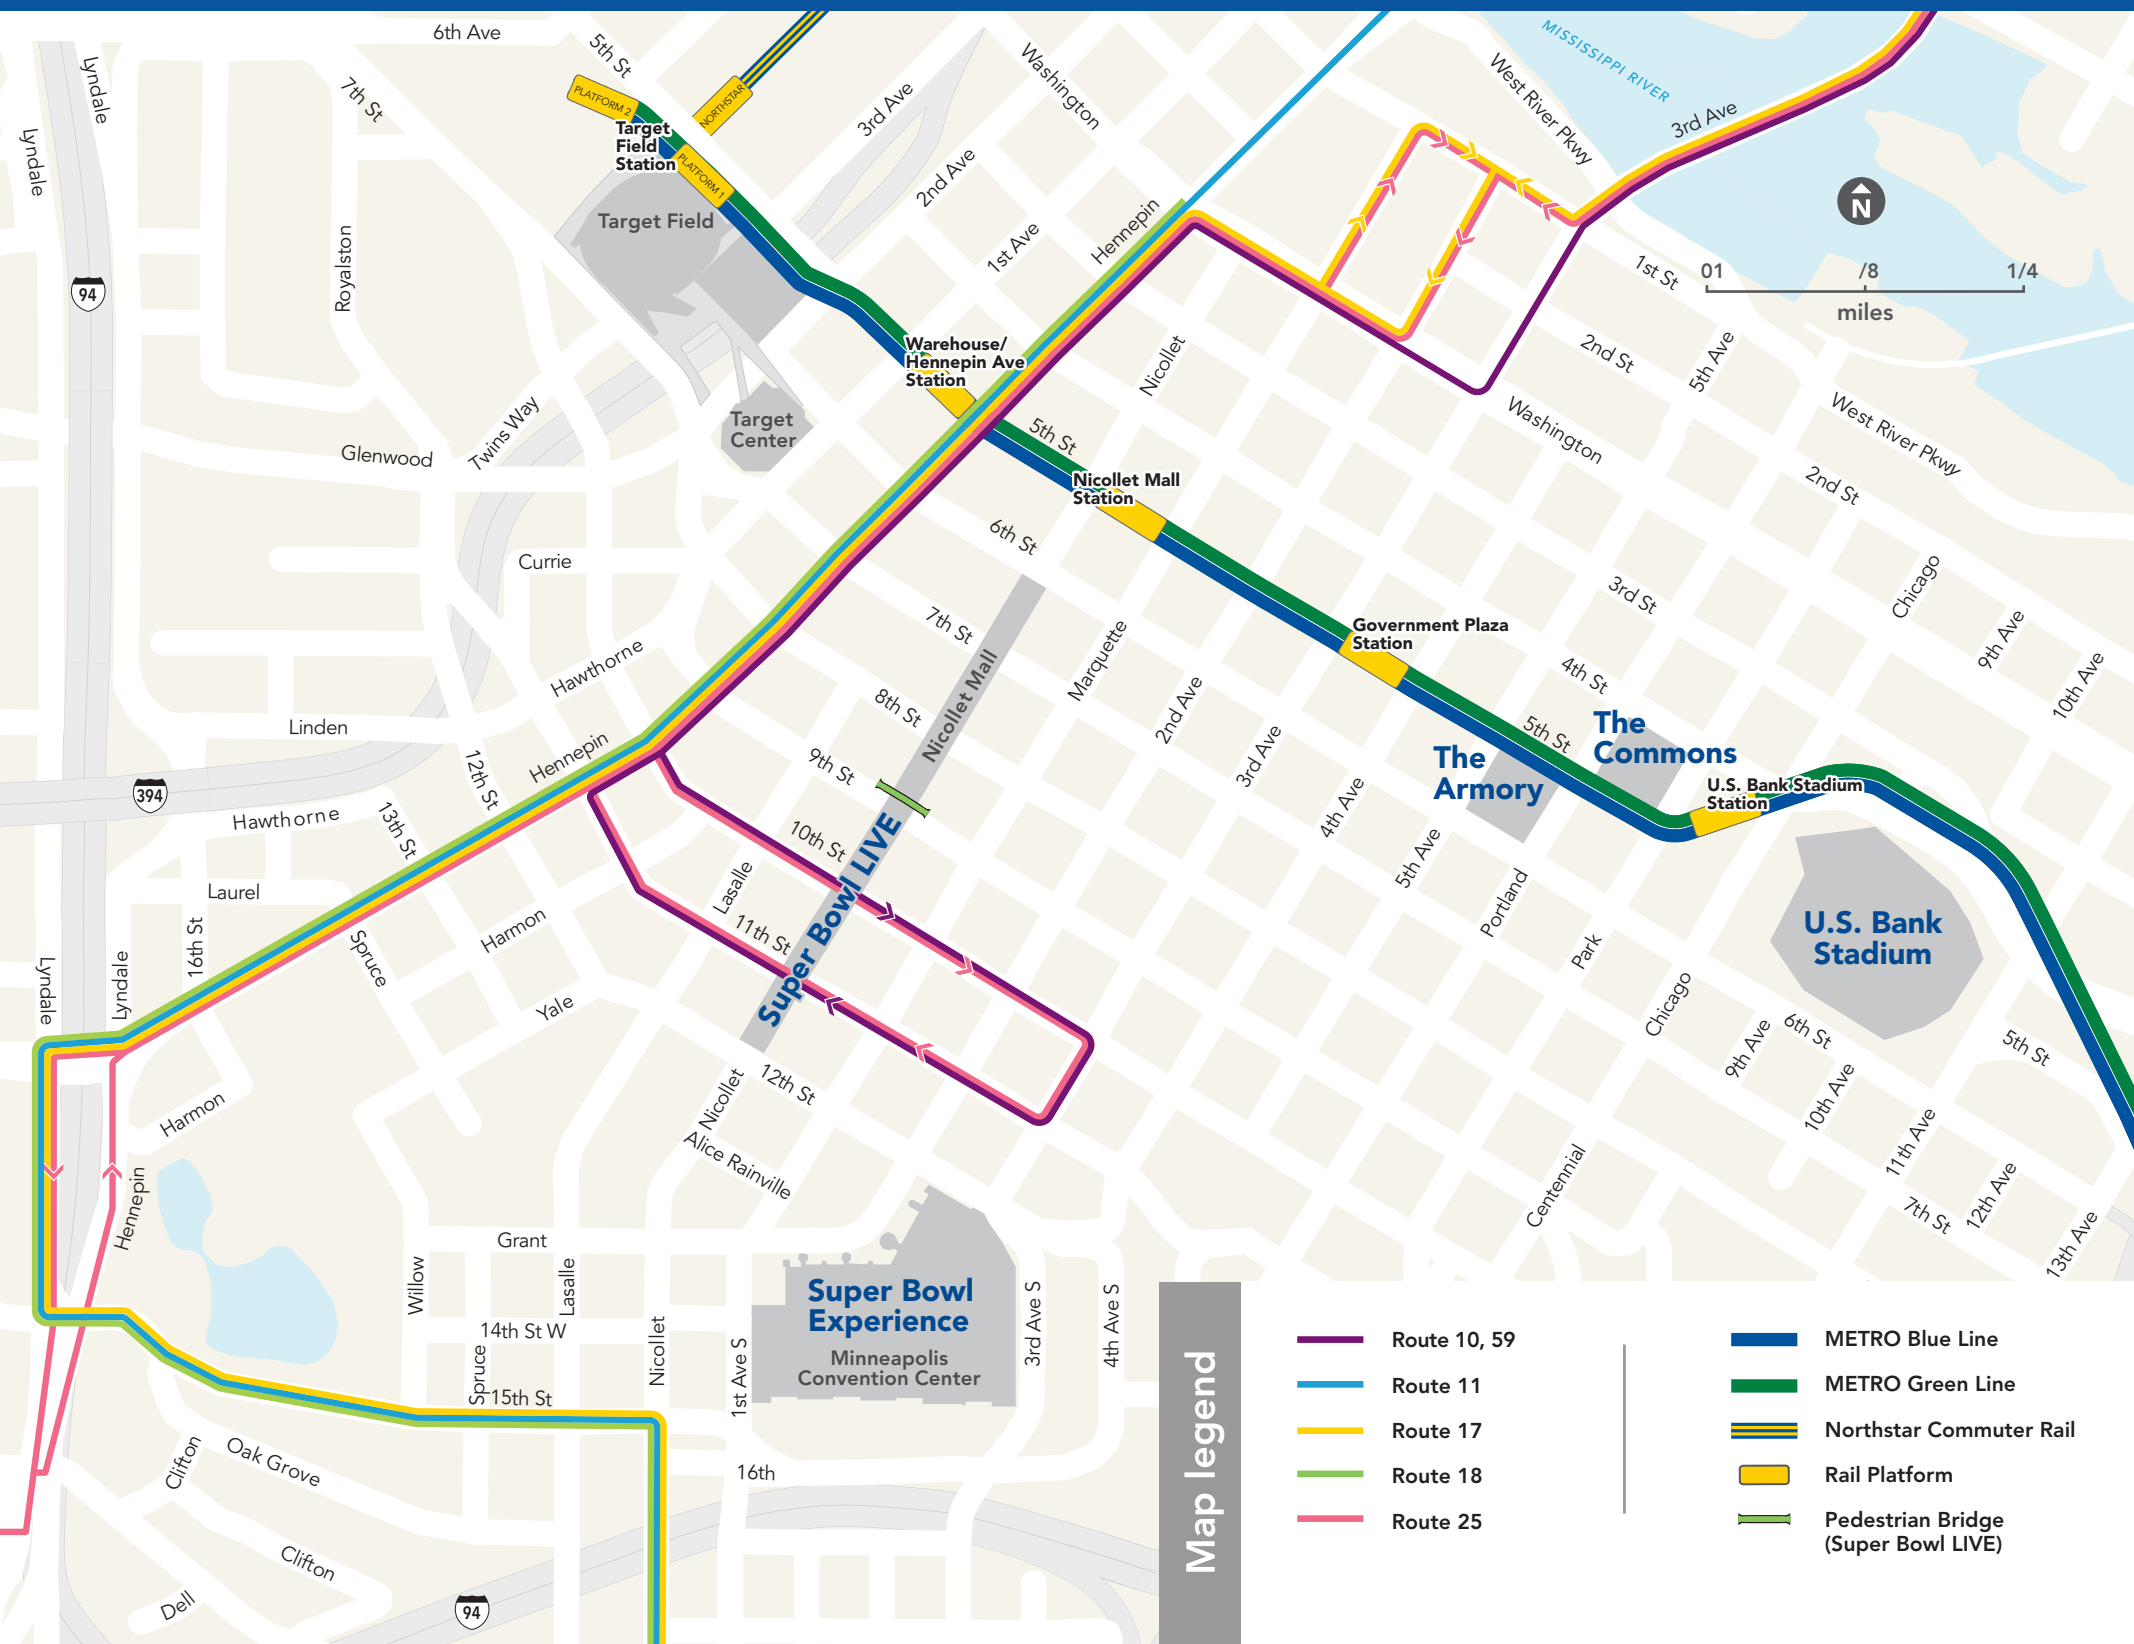 6th Ave
5th St
Washington
West River Pkwy
MISSISSIPPI RIVER
Lyndale
7th St
PLATFORM 2
NORTHSTAR
3rd Ave
3rd Ave
Lyndale
Target
Field
Station
PLATFORM 1
2nd Ave
N
Target Field
Hennepin
1st Ave
Royalston
1st St
01 /8 1/4
miles
94
Warehouse/
Hennepin Ave
Station
Nicollet
2nd St
5th Ave
Target
Center
Twins Way
Glenwood
5th St
Washington
West River Pkwy
Nicollet Mall
Station
2nd St
6th St
Currie
3rd St
Chicago
7th St
Government Plaza
Station
9th Ave
Hawthorne
Marquette
4th St
10th Ave
8th St
Nicollet Mall
2nd Ave
Linden
5th St
The
Commons
Hennepin
9th St
3rd Ave
The
Armory
12th St
394
U.S. Bank Stadium
Station
Hawthorne
13th St
4th Ave
10th St
5th Ave
Laurel
Lasalle
Super Bowl LIVE
Portland
U.S. Bank
Stadium
16th St
Harmon
11th St
Park
Lyndale
Lyndale
Spruce
Yale
Chicago
6th St
5th St
9th Ave
10th Ave
Harmon
Nicollet
12th St
11th Ave
Alice Rainville
Hennepin
Centennial
7th St
12th Ave
13th Ave
Grant
Willow
Lasalle
Super Bowl
Experience
Minneapolis
Convention Center
3rd Ave S
4th Ave S
14th St W
Nicollet
Spruce
1st Ave S
15th St
Clifton
Oak Grove
16th
Clifton
Dell
94
Map legend
Route 10, 59
Route 11
Route 17
Route 18
Route 25
METRO Blue Line
METRO Green Line
Northstar Commuter Rail
Rail Platform
Pedestrian Bridge
(Super Bowl LIVE)